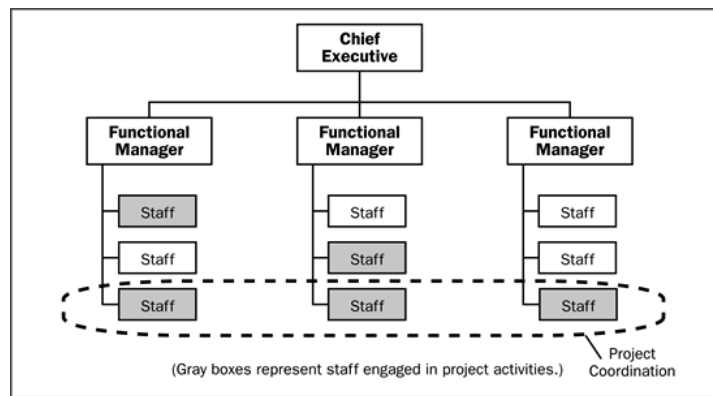 Chief
Executive
Functional
Manager
Functional
Manager
Functional
Manager
Staff
Staff
Staff
Staff
Staff
Staff
Staff
Staff
Staff
(Gray boxes represent staff engaged in project activities.)
Project
Coordination